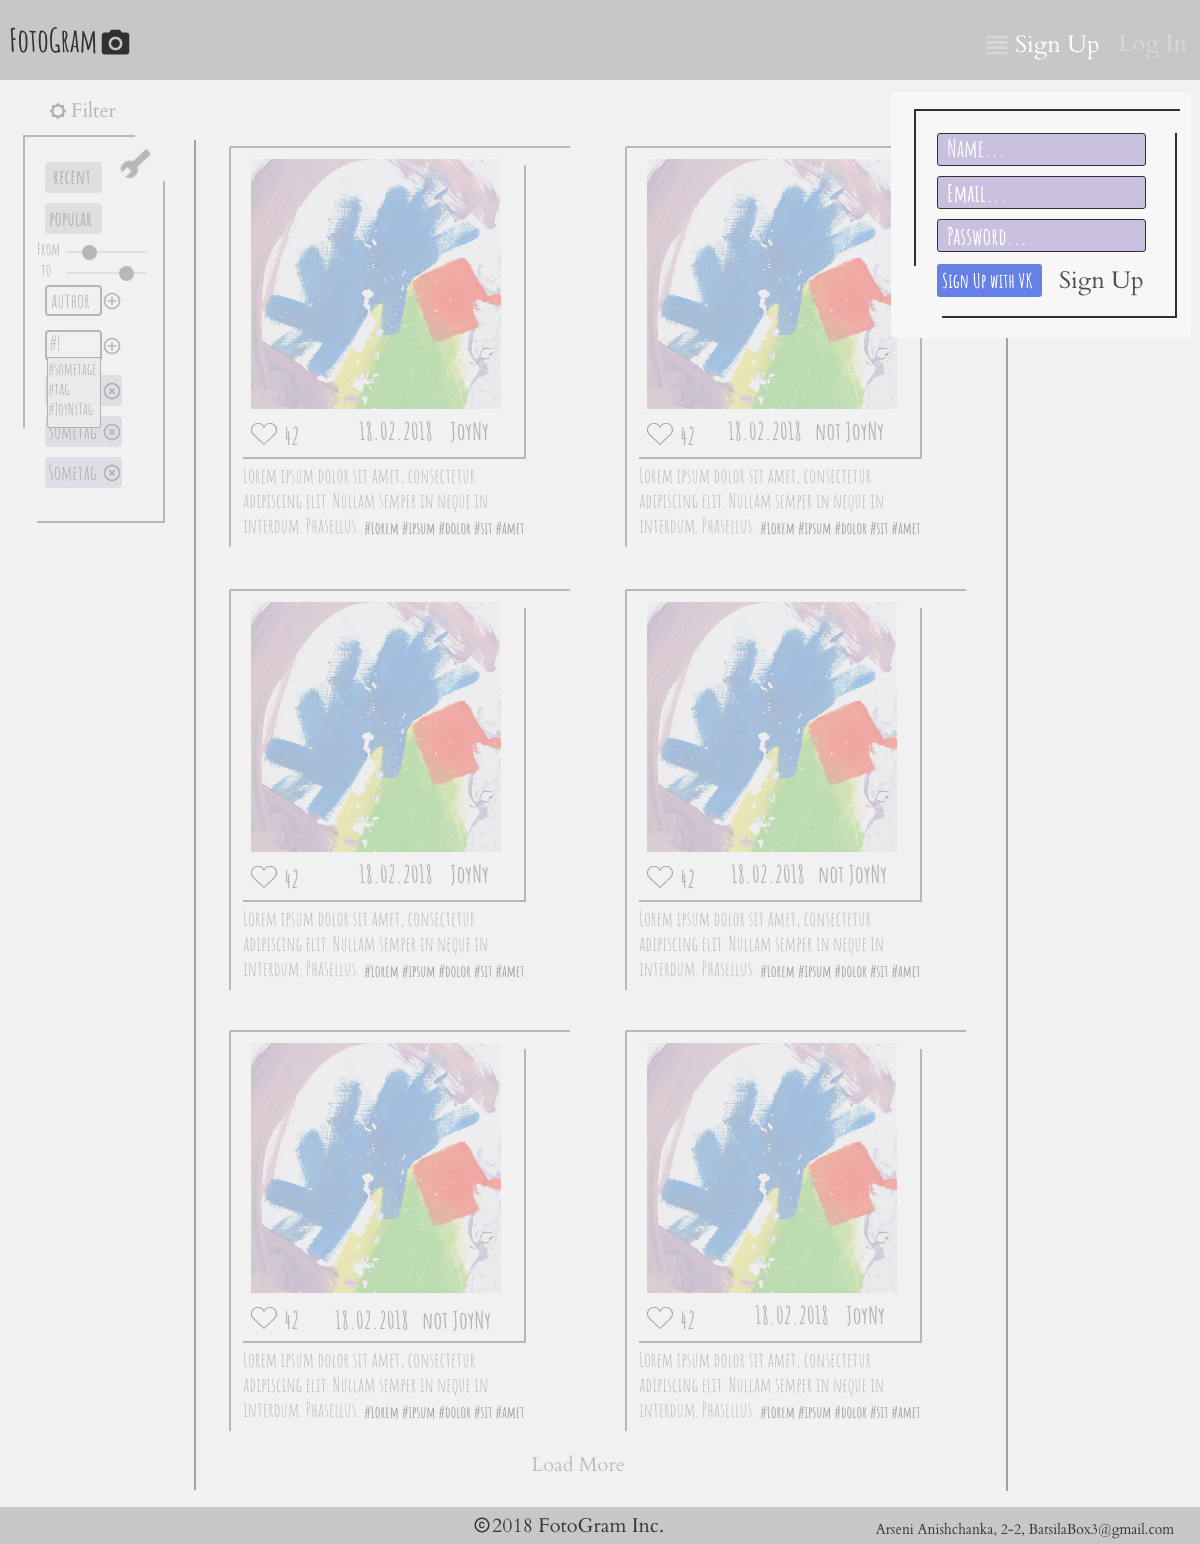 FotoGram
Sign Up
Log In
Filter
recent
popular
From
to
author
#|
#sometage
#tag
#JoyNyTag
Sometag
Sometag
Name...
Email...
Password...
Sign Up with VK
Sign Up
42
18.02.2018
JoyNy
Lorem ipsum dolor sit amet, consectetur
adipiscing elit. Nullam semper in neque in
interdum. Phasellus. #lorem #ipsum #dolor #sit #amet
42
18.02.2018
not JoyNy
Lorem ipsum dolor sit amet, consectetur
adipiscing elit. Nullam semper in neque in
interdum. Phasellus. #lorem #ipsum #dolor #sit #amet
42
18.02.2018
JoyNy
Lorem ipsum dolor sit amet, consectetur
adipiscing elit. Nullam semper in neque in
interdum. Phasellus. #lorem #ipsum #dolor #sit #amet
42
18.02.2018
not JoyNy
Lorem ipsum dolor sit amet, consectetur
adipiscing elit. Nullam semper in neque in
interdum. Phasellus. #lorem #ipsum #dolor #sit #amet
42
18.02.2018
not JoyNy
Lorem ipsum dolor sit amet, consectetur
adipiscing elit. Nullam semper in neque in
interdum. Phasellus. #lorem #ipsum #dolor #sit #amet
42
18.02.2018
JoyNy
Lorem ipsum dolor sit amet, consectetur
adipiscing elit. Nullam semper in neque in
interdum. Phasellus. #lorem #ipsum #dolor #sit #amet
Load More
©2018 FotoGram Inc.
Arseni Anishchanka, 2-2, BatsilaBox3@gmail.com